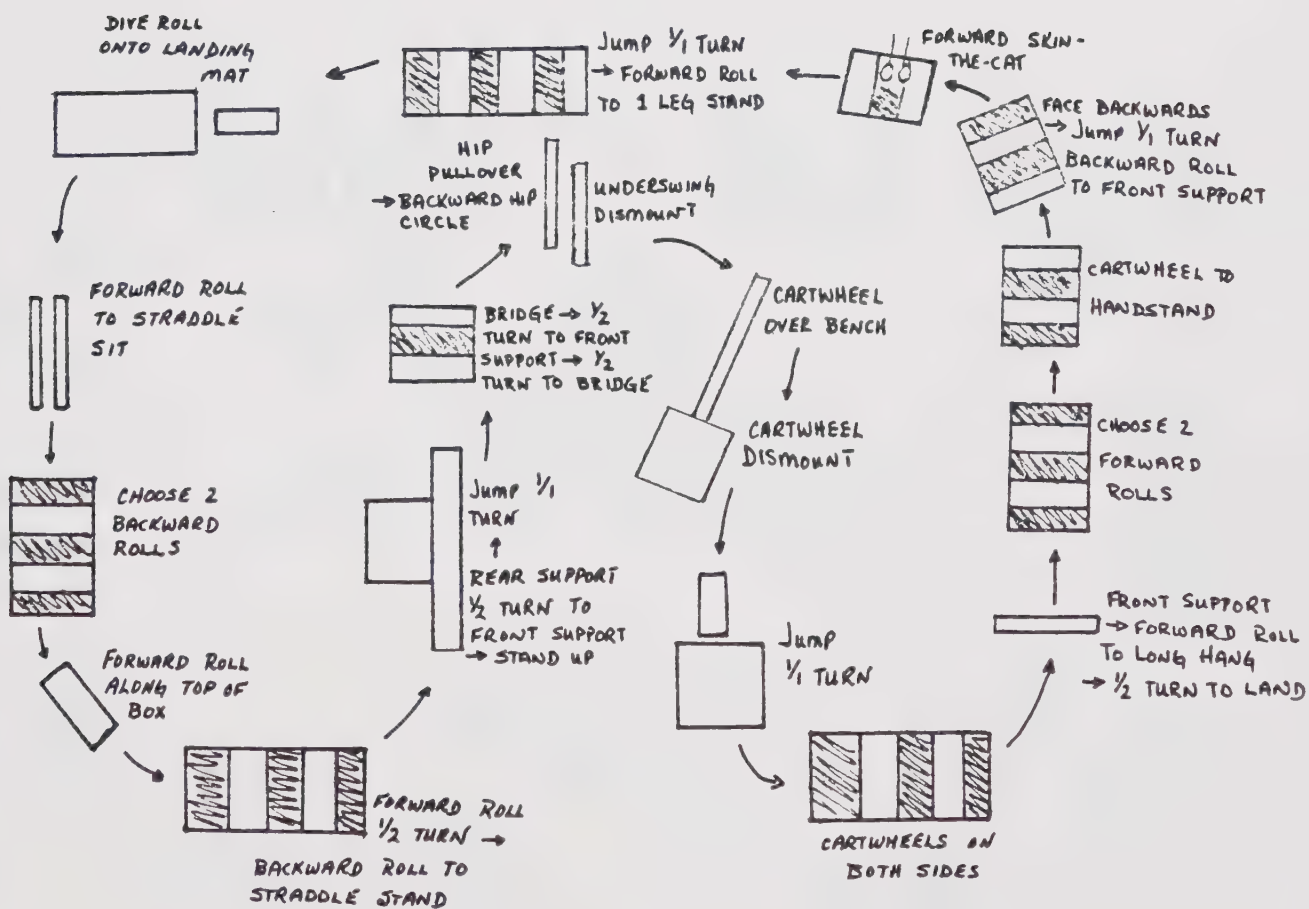 DIVE ROLL
ONTO LANDING
MAT
Jump 1/1 TURN
→ FORWARD ROLL
TO 1 LEG STAND
FORWARD SKIN-
THE-CAT
FACE BACKWARDS
→ Jump 1/1 TURN
BACKWARD ROLL
TO FRONT SUPPORT
HIP
PULLOVER
→ BACKWARD HIP
CIRCLE
UNDERSWING
DISMOUNT
CARTWHEEL TO
HANDSTAND
FORWARD ROLL
TO STRADDLE
SIT
BRIDGE → 1/2
TURN TO FRONT
SUPPORT → 1/2
TURN TO BRIDGE
CARTWHEEL
OVER BENCH
CARTWHEEL
DISMOUNT
CHOOSE 2
FORWARD
ROLLS
CHOOSE 2
BACKWARD
ROLLS
Jump 1/1
TURN
REAR SUPPORT
1/2 TURN TO
FRONT SUPPORT
→ STAND UP
FRONT SUPPORT
→ FORWARD ROLL
TO LONG HANG
→ 1/2 TURN TO LAND
Jump
1/1 TURN
FORWARD ROLL
ALONG TOP OF
BOX
FORWARD ROLL
1/2 TURN →
BACKWARD ROLL TO
STRADDLE STAND
CARTWHEELS ON
BOTH SIDES